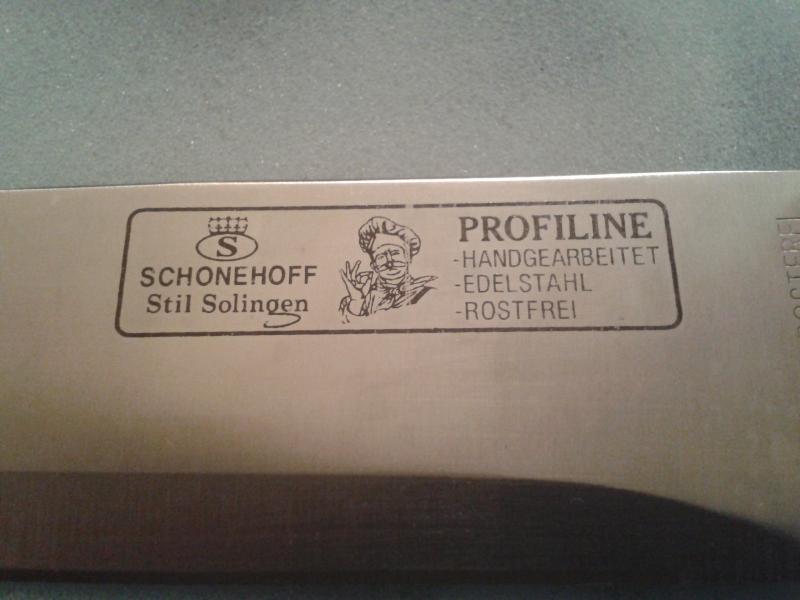 S
SCHONEHOFF
Stil Solingen
PROFILINE
-HANDGEARBEITET
-EDELSTAHL
-ROSTFREI